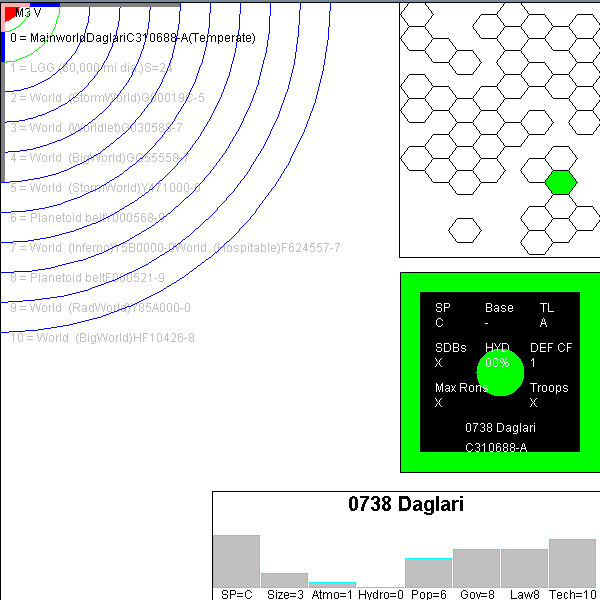 M3 V
0 = MainworldDaglariC310688-A(Temperate)
1 = LGG (60,000 mi dia.)S=24
2 = World (StormWorld)G80019C-5
3 = World (Worldlet)C030585-7
4 = World (BigWorld)GC55558-7
5 = World (StormWorld)Y471000-0
6 = Planetoid beltY000568-9
7 = World (Inferno)Y5B0000-0World (Hospitable)F624557-7
8 = Planetoid beltF000521-9
9 = World (RadWorld)Y85A000-0
10 = World (BigWorld)HF10426-8
SP Base TL
C - A
SDBs HYD DEF CF
X 00% 1
Max Rons Troops
X X
0738 Daglari
C310688-A
0738 Daglari
SP=C Size=3 Atmo=1 Hydro=0 Pop=6 Gov=8 Law8 Tech=10